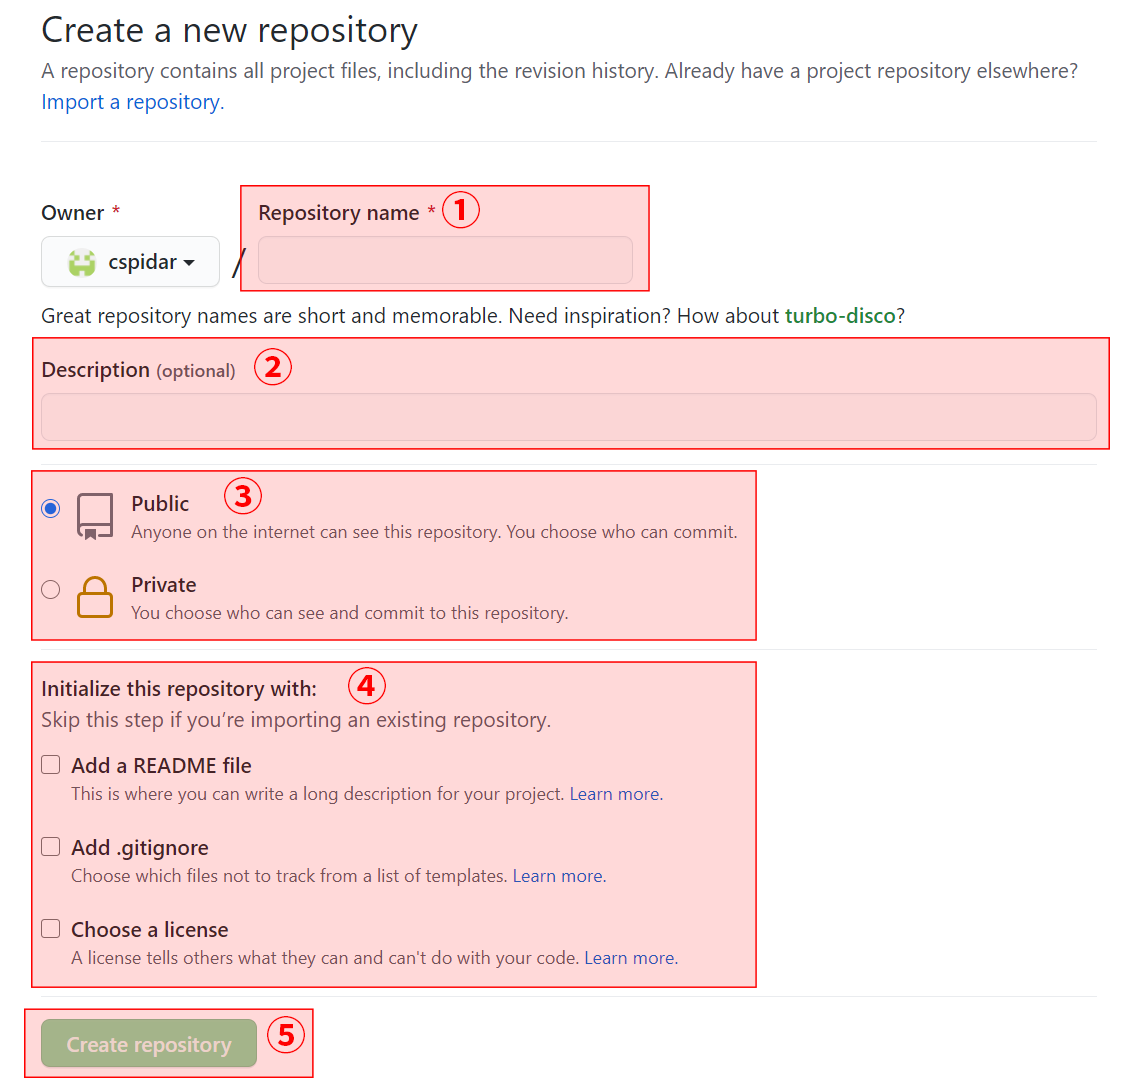 Create a new repository
A repository contains all project files, including the revision history. Already have a project repository elsewhere?
Import a repository.
Owner *
Repository name * ①
cspidar
/
Great repository names are short and memorable. Need inspiration? How about turbo-disco?
Description (optional) ②
Public ③
Anyone on the internet can see this repository. You choose who can commit.
Private
You choose who can see and commit to this repository.
Initialize this repository with: ④
Skip this step if you’re importing an existing repository.
Add a README file
This is where you can write a long description for your project. Learn more.
Add .gitignore
Choose which files not to track from a list of templates. Learn more.
Choose a license
A license tells others what they can and can't do with your code. Learn more.
Create repository ⑤